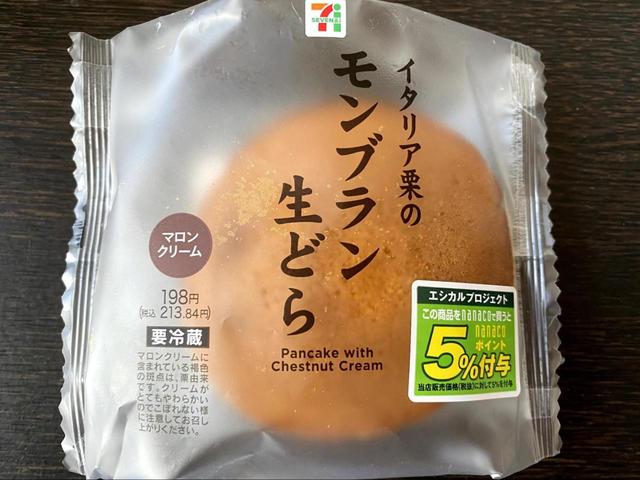 SEVEN&i
イタリア栗の
モンブラン
生どら
Pancake with
Chestnut Cream
マロン
クリーム
198円
(税込 213.84円)
要冷蔵
マロンクリームに
含まれている褐色
の斑点は、栗由来
です。クリームが
とてもやわらかい
のでこぼれない様
に注意してお召し
上がりください。
エシカルプロジェクト
この商品をnanacoで買うと
nanaco
ポイント
5%付与
当店販売価格(税抜)に対して5%を付与